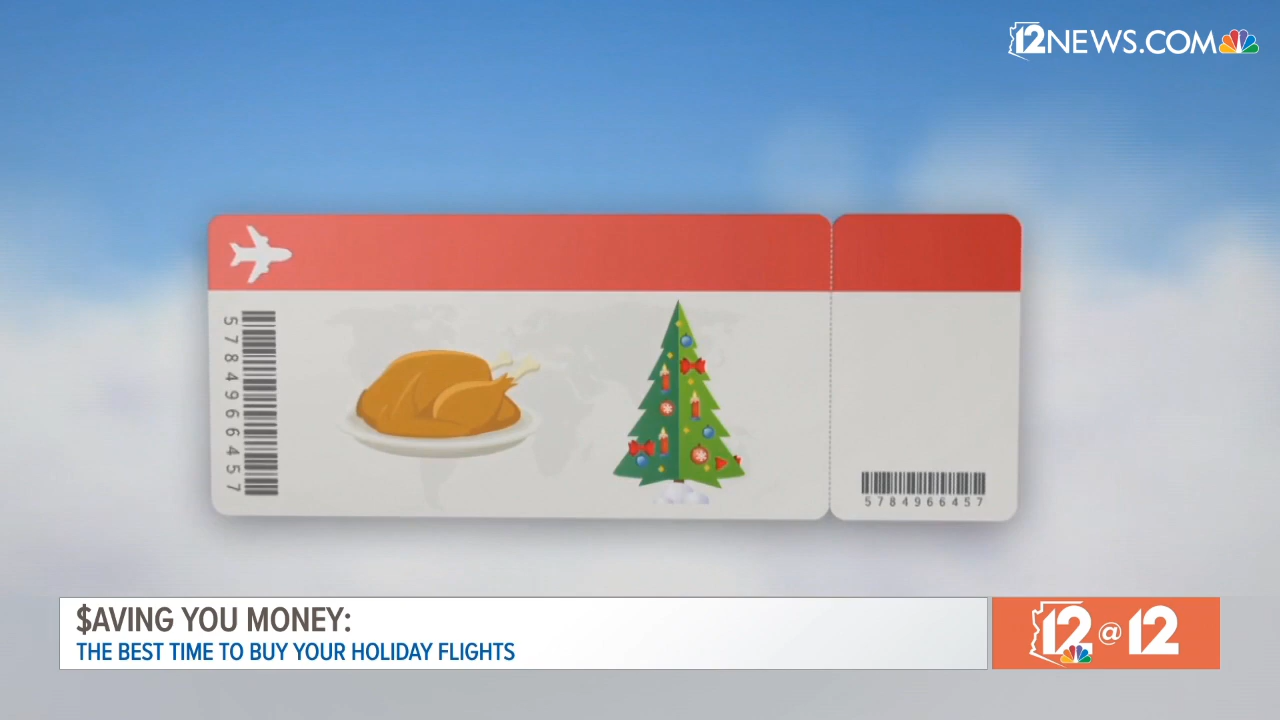 12NEWS.COM
5784966457
5784966457
$AVING YOU MONEY:
THE BEST TIME TO BUY YOUR HOLIDAY FLIGHTS
12 @ 12